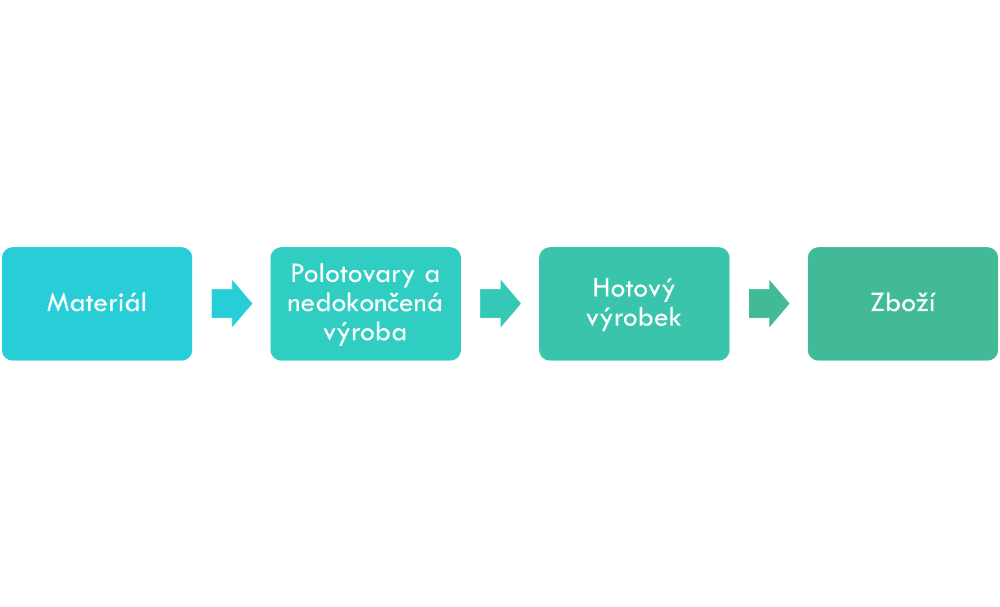 Materiál
Polotovary a
nedokončená
výroba
Hotový
výrobek
Zboží